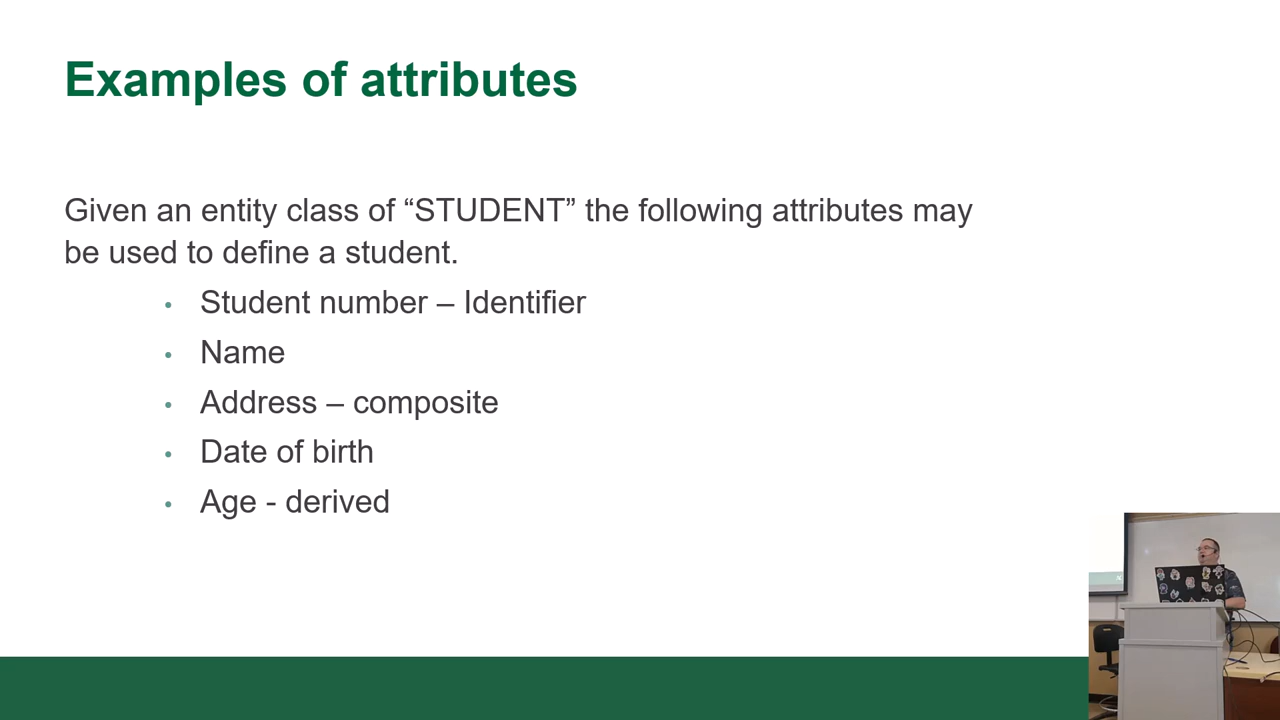 Examples of attributes
Given an entity class of “STUDENT” the following attributes may
be used to define a student.
• Student number – Identifier
• Name
• Address – composite
• Date of birth
• Age - derived